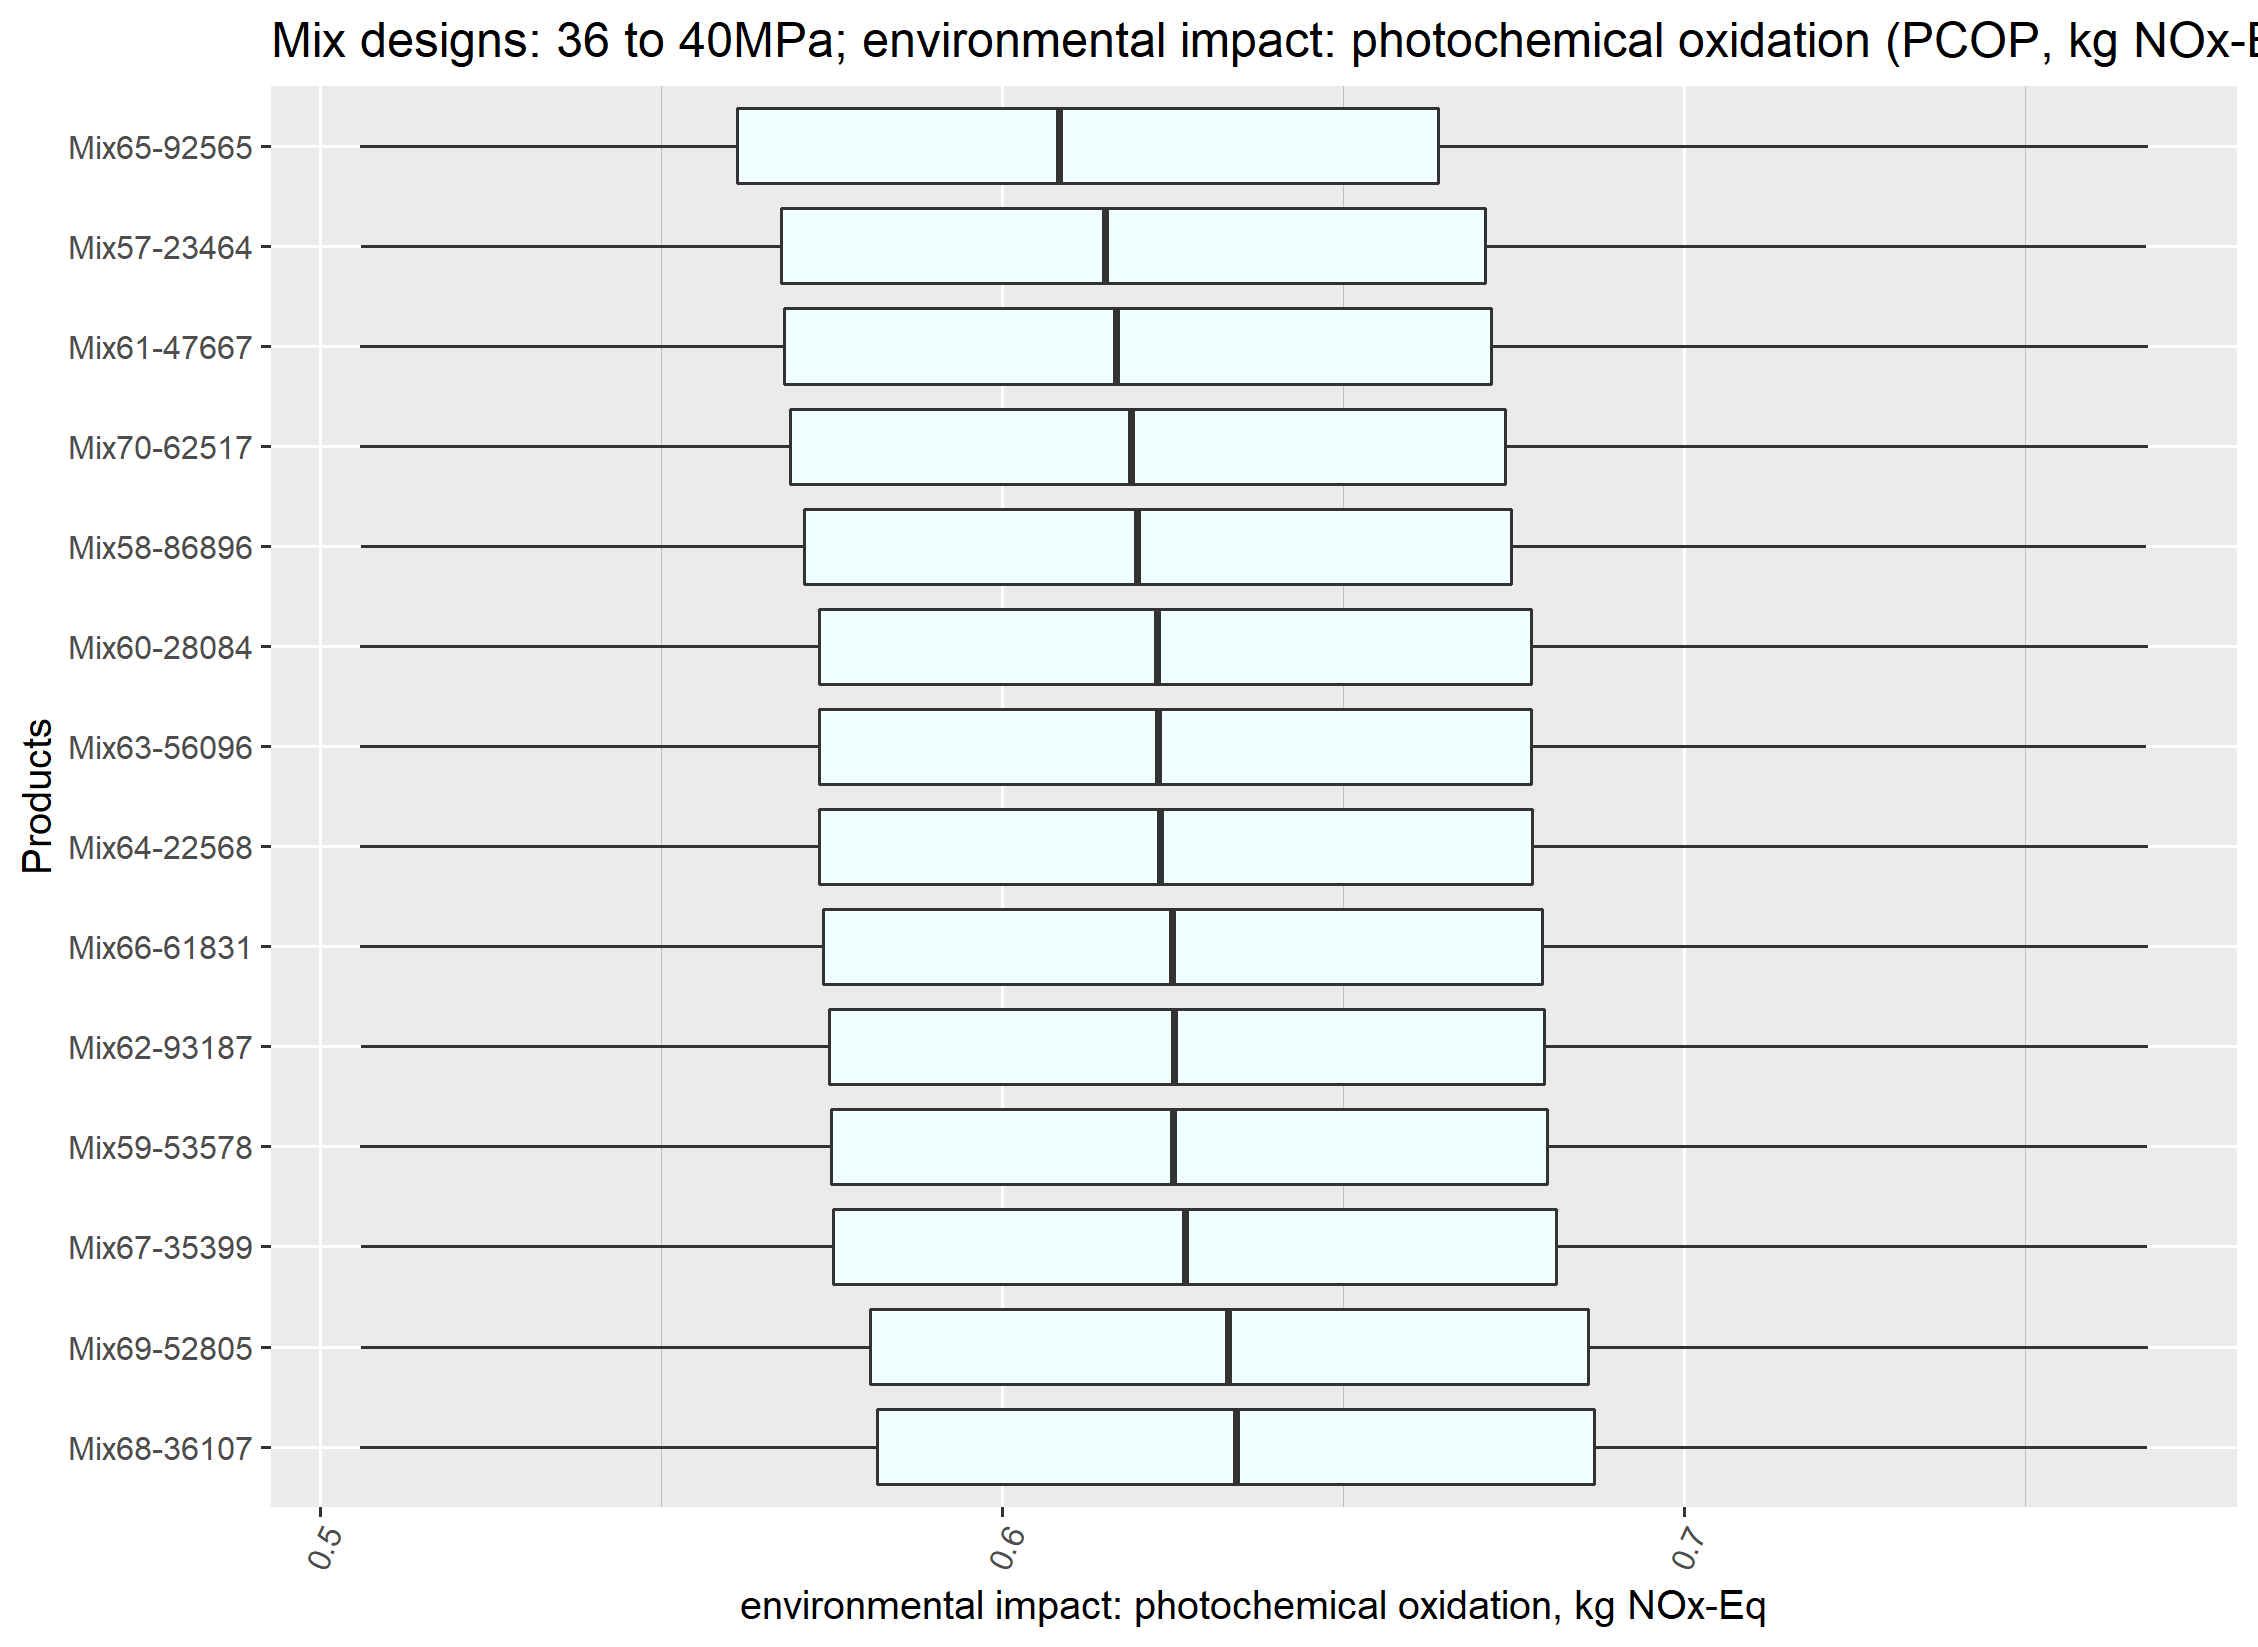 Mix designs: 36 to 40MPa; environmental impact: photochemical oxidation (PCOP, kg NOx-E
Mix65-92565
Mix57-23464
Mix61-47667
Mix70-62517
Mix58-86896
Mix60-28084
Mix63-56096
Mix64-22568
Mix66-61831
Mix62-93187
Mix59-53578
Mix67-35399
Mix69-52805
Mix68-36107
Products
0.5
0.6
0.7
environmental impact: photochemical oxidation, kg NOx-Eq